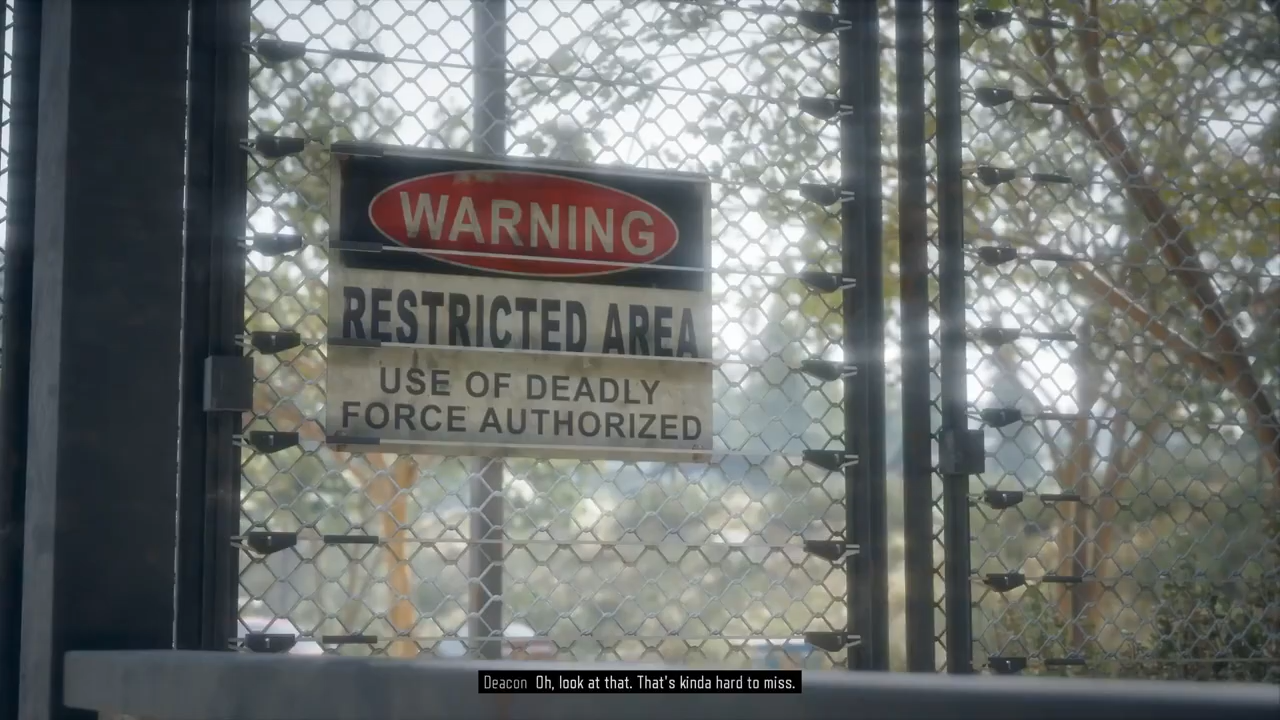 WARNING
RESTRICTED AREA
USE OF DEADLY
FORCE AUTHORIZED
Deacon Oh, look at that. That's kinda hard to miss.